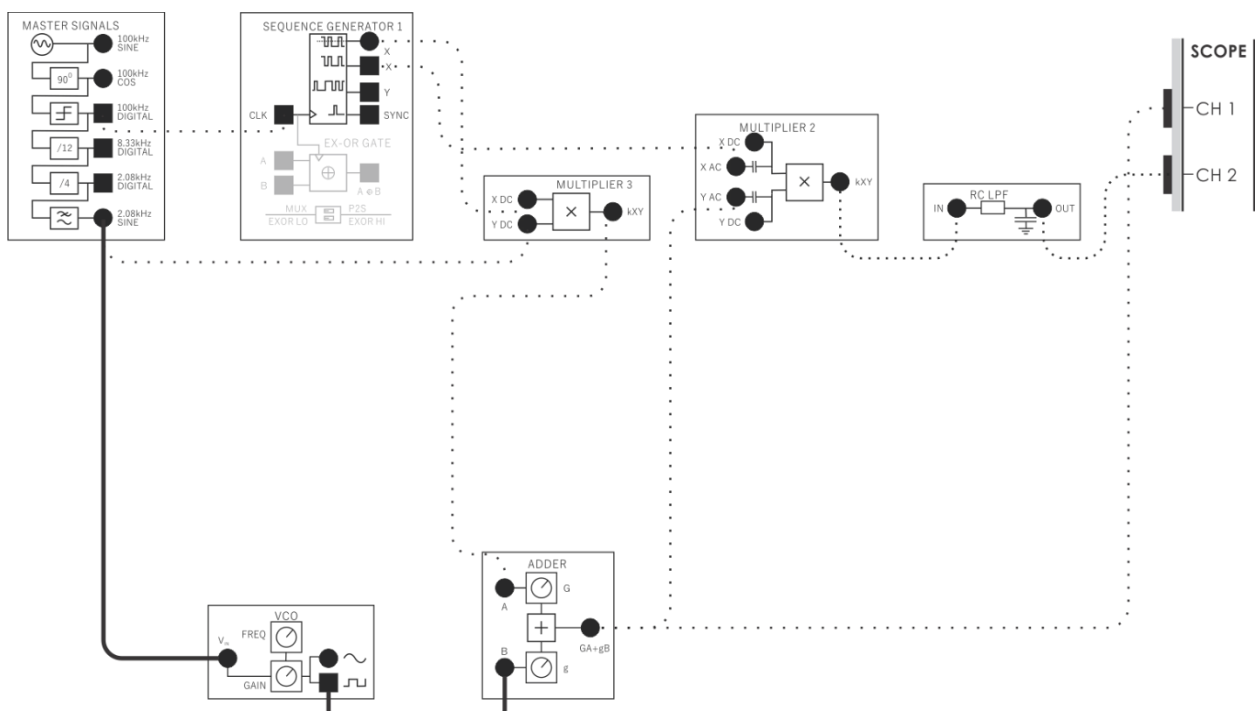 MASTER SIGNALS
100kHz
SINE
90°
100kHz
COS
100kHz
DIGITAL
/12
8.33kHz
DIGITAL
/4
2.08kHz
DIGITAL
2.08kHz
SINE
SEQUENCE GENERATOR 1
X
X
Y
CLK
SYNC
EX-OR GATE
A
B
A⊕B
MUX
P2S
EXOR LO
EXOR HI
MULTIPLIER 3
X DC
Y DC
×
kXY
MULTIPLIER 2
X DC
X AC
Y AC
Y DC
×
kXY
RC LPF
IN
OUT
SCOPE
CH 1
CH 2
VCO
FREQ
Vin
GAIN
ADDER
G
A
+
GA+gB
B
g